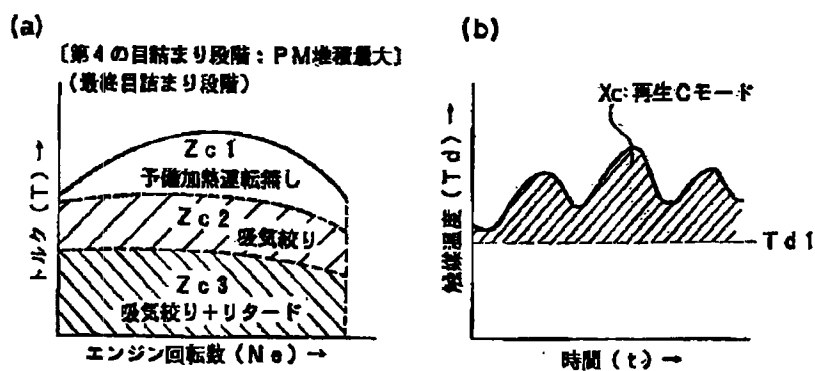 (a)
〔第4の目詰まり段階:PM堆積量大〕
(最終目詰まり段階)
Zc1
予備加熱運転無し
Zc2
吸気絞り
Zc3
吸気絞り+リタード
トルク(T)→
エンジン回転数(Ne)→
(b)
Xc:再生Cモード
触媒温度(Td)→
Td1
時間(t)→